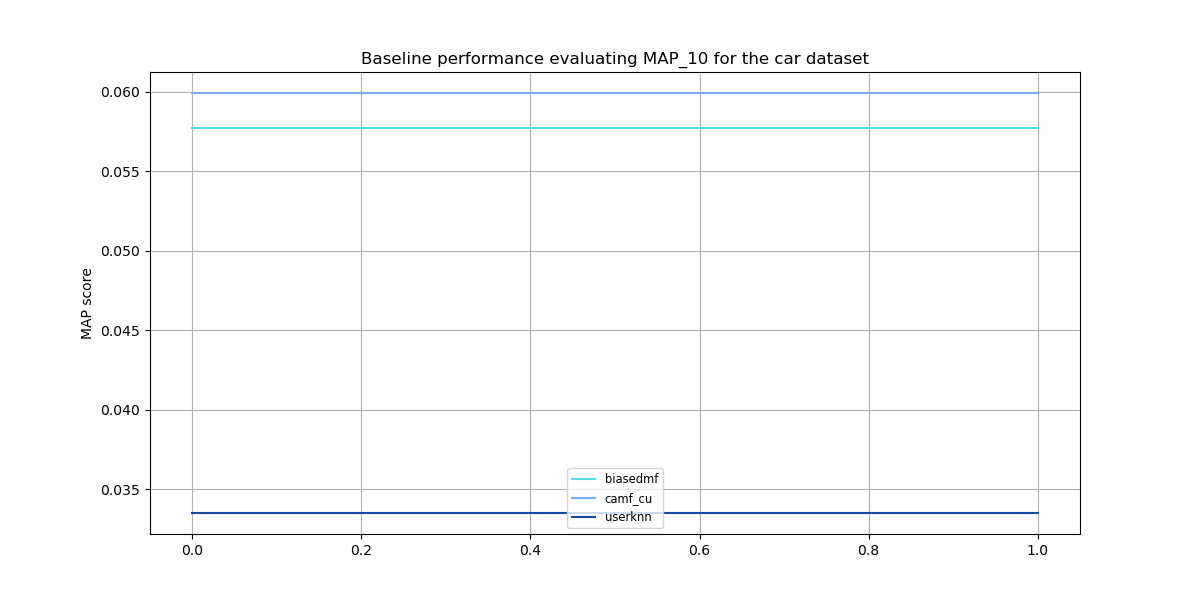 Baseline performance evaluating MAP_10 for the car dataset
MAP score
0.060
0.055
0.050
0.045
0.040
0.035
biasedmf
camf_cu
userknn
0.0 0.2 0.4 0.6 0.8 1.0